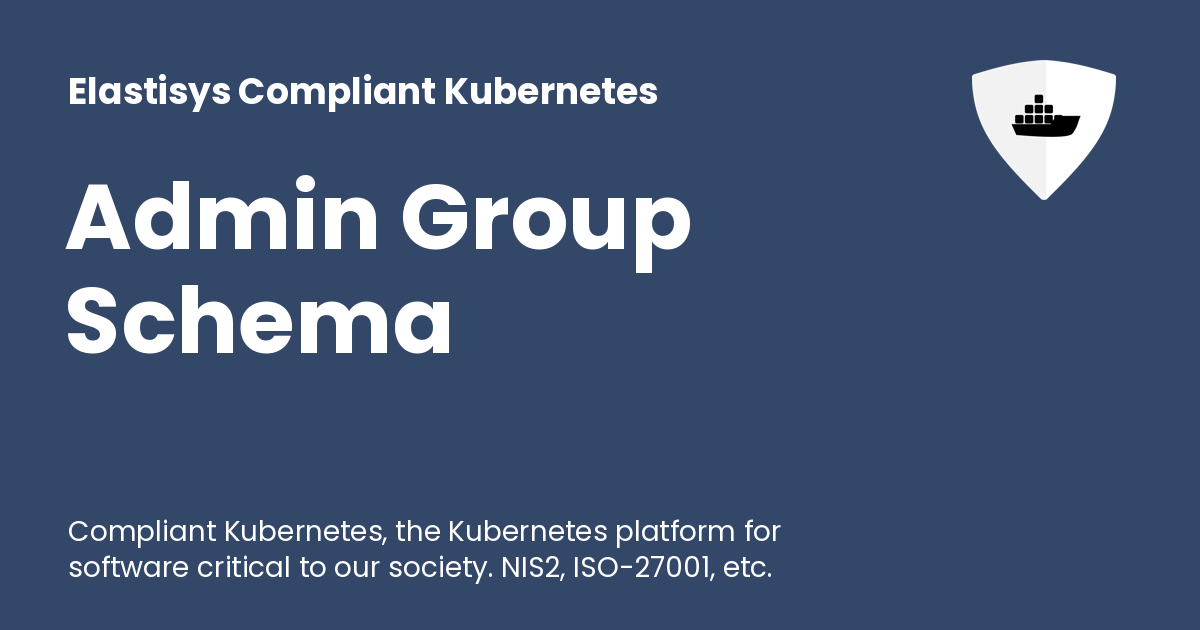 Elastisys Compliant Kubernetes
Admin Group
Schema
Compliant Kubernetes, the Kubernetes platform for
software critical to our society. NIS2, ISO-27001, etc.